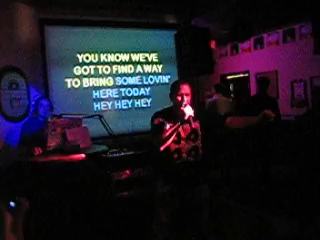 YOU KNOW WE'VE
GOT TO FIND A WAY
TO BRING SOME LOVIN'
HERE TODAY
HEY HEY HEY